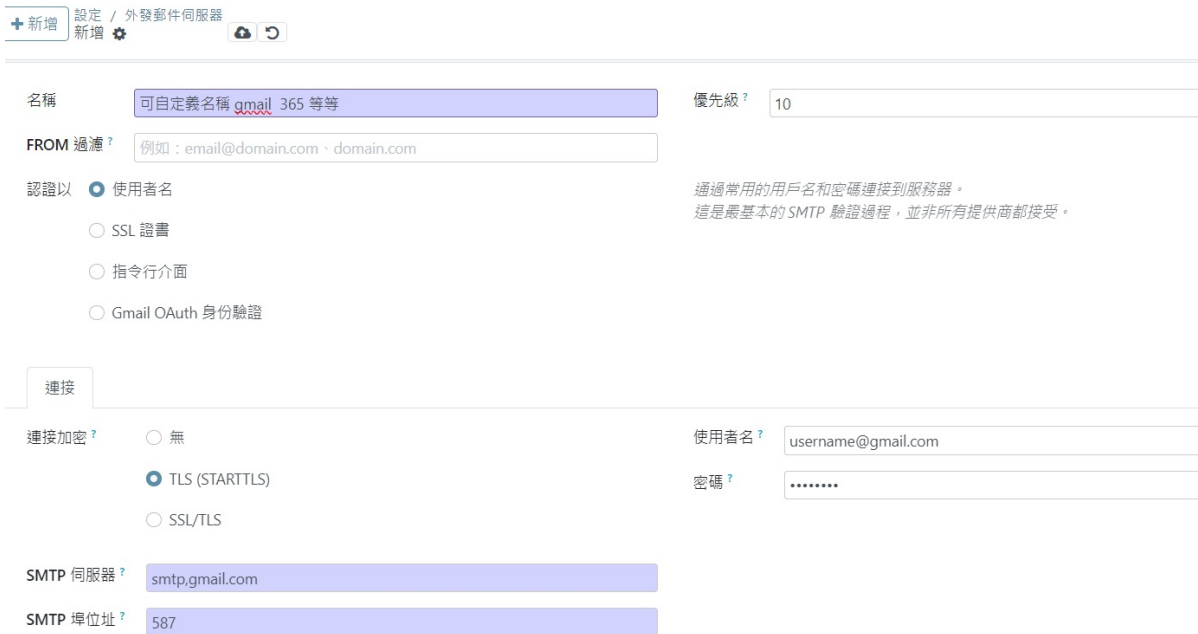 新增
設定 / 外發郵件伺服器
新增
名稱
可自定義名稱 gmail 365 等等
優先級 ?
10
FROM 過濾 ?
例如：email@domain.com、domain.com
認證以
使用者名
通過常用的用戶名和密碼連接到服務器。
這是最基本的 SMTP 驗證過程，並非所有提供商都接受。
SSL 證書
指令行介面
Gmail OAuth 身份驗證
連接
連接加密 ?
無
使用者名 ?
username@gmail.com
TLS (STARTTLS)
密碼 ?
••••••••
SSL/TLS
SMTP 伺服器 ?
smtp,gmail.com
SMTP 埠位址 ?
587